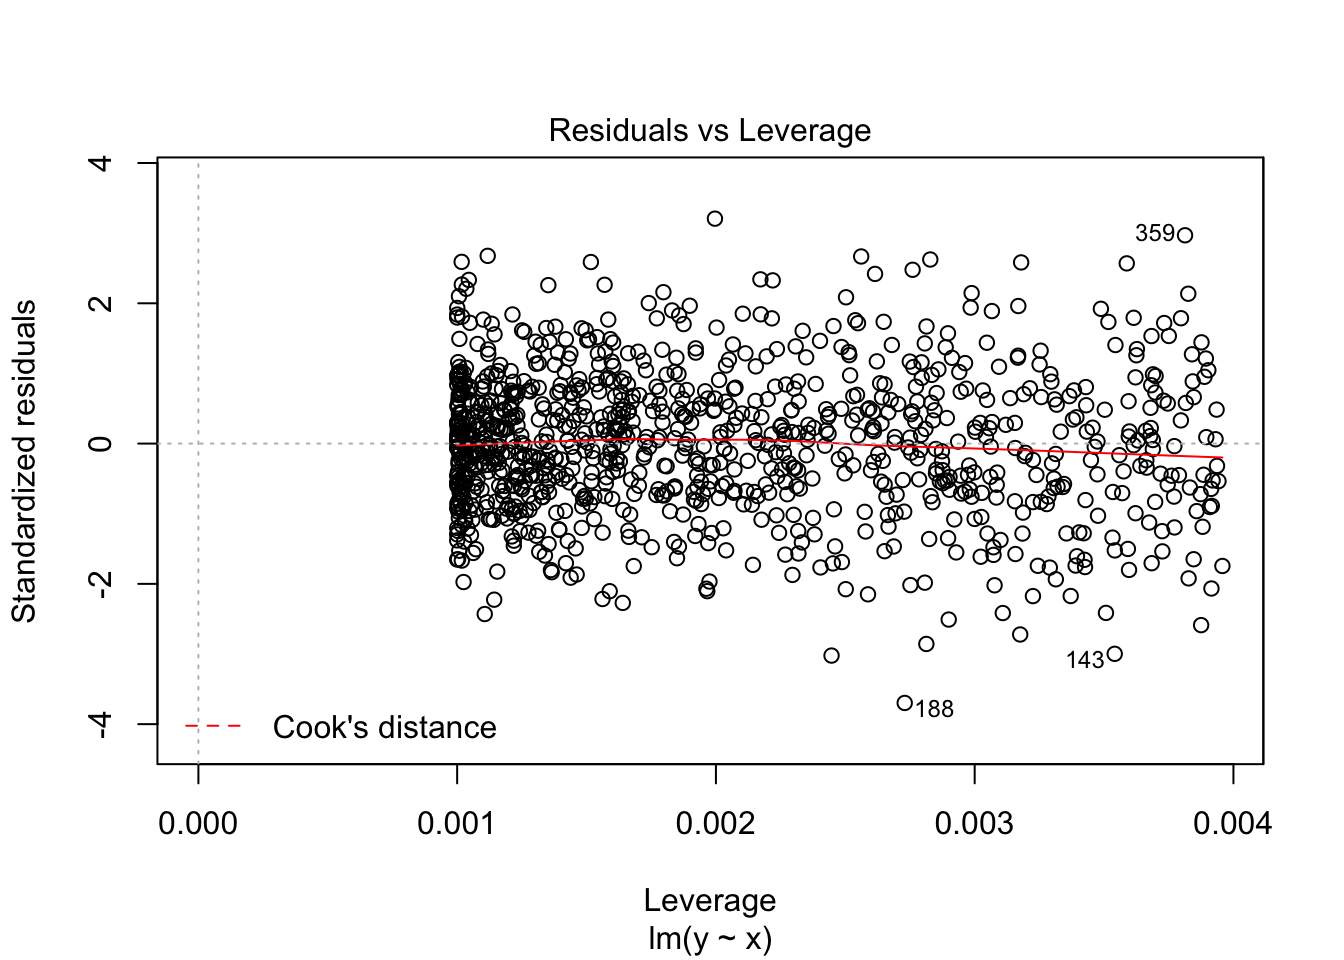 Residuals vs Leverage
Standardized residuals
4
2
0
-2
-4
359
143
188
Cook's distance
0.000 0.001 0.002 0.003 0.004
Leverage
lm(y ~ x)